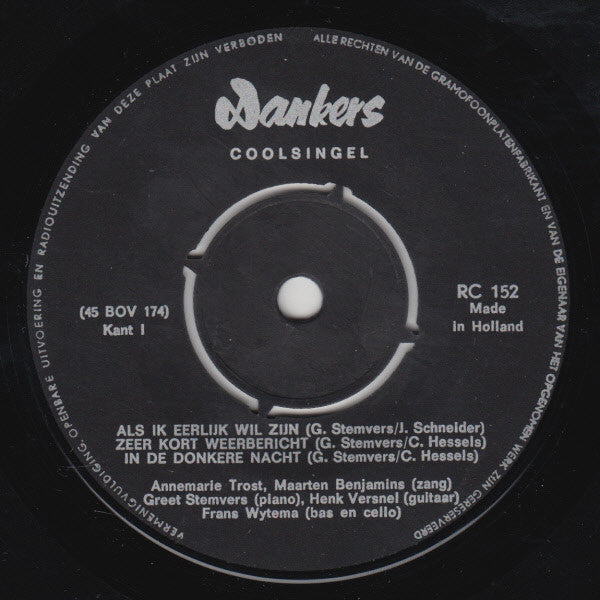 Dankers
COOLSINGEL
(45 BOV 174)
Kant I
RC 152
Made
in Holland
ALS IK EERLIJK WIL ZIJN (G. Stemvers/J. Schneider)
ZEER KORT WEERBERICHT (G. Stemvers/C. Hessels)
IN DE DONKERE NACHT (G. Stemvers/C. Hessels)
Annemarie Trost, Maarten Benjamins (zang)
Greet Stemvers (piano), Henk Versnel (guitaar)
Frans Wytema (bas en cello)
ALLE RECHTEN VAN DE GRAMOFOONPLATENFABRIKANT EN VAN DE EIGENAAR VAN HET OPGENOMEN WERK ZIJN GERESERVEERD
VERMENIGVULDIGING, OPENBARE UITVOERING EN RADIOUITZENDING VAN DEZE PLAAT ZIJN VERBODEN